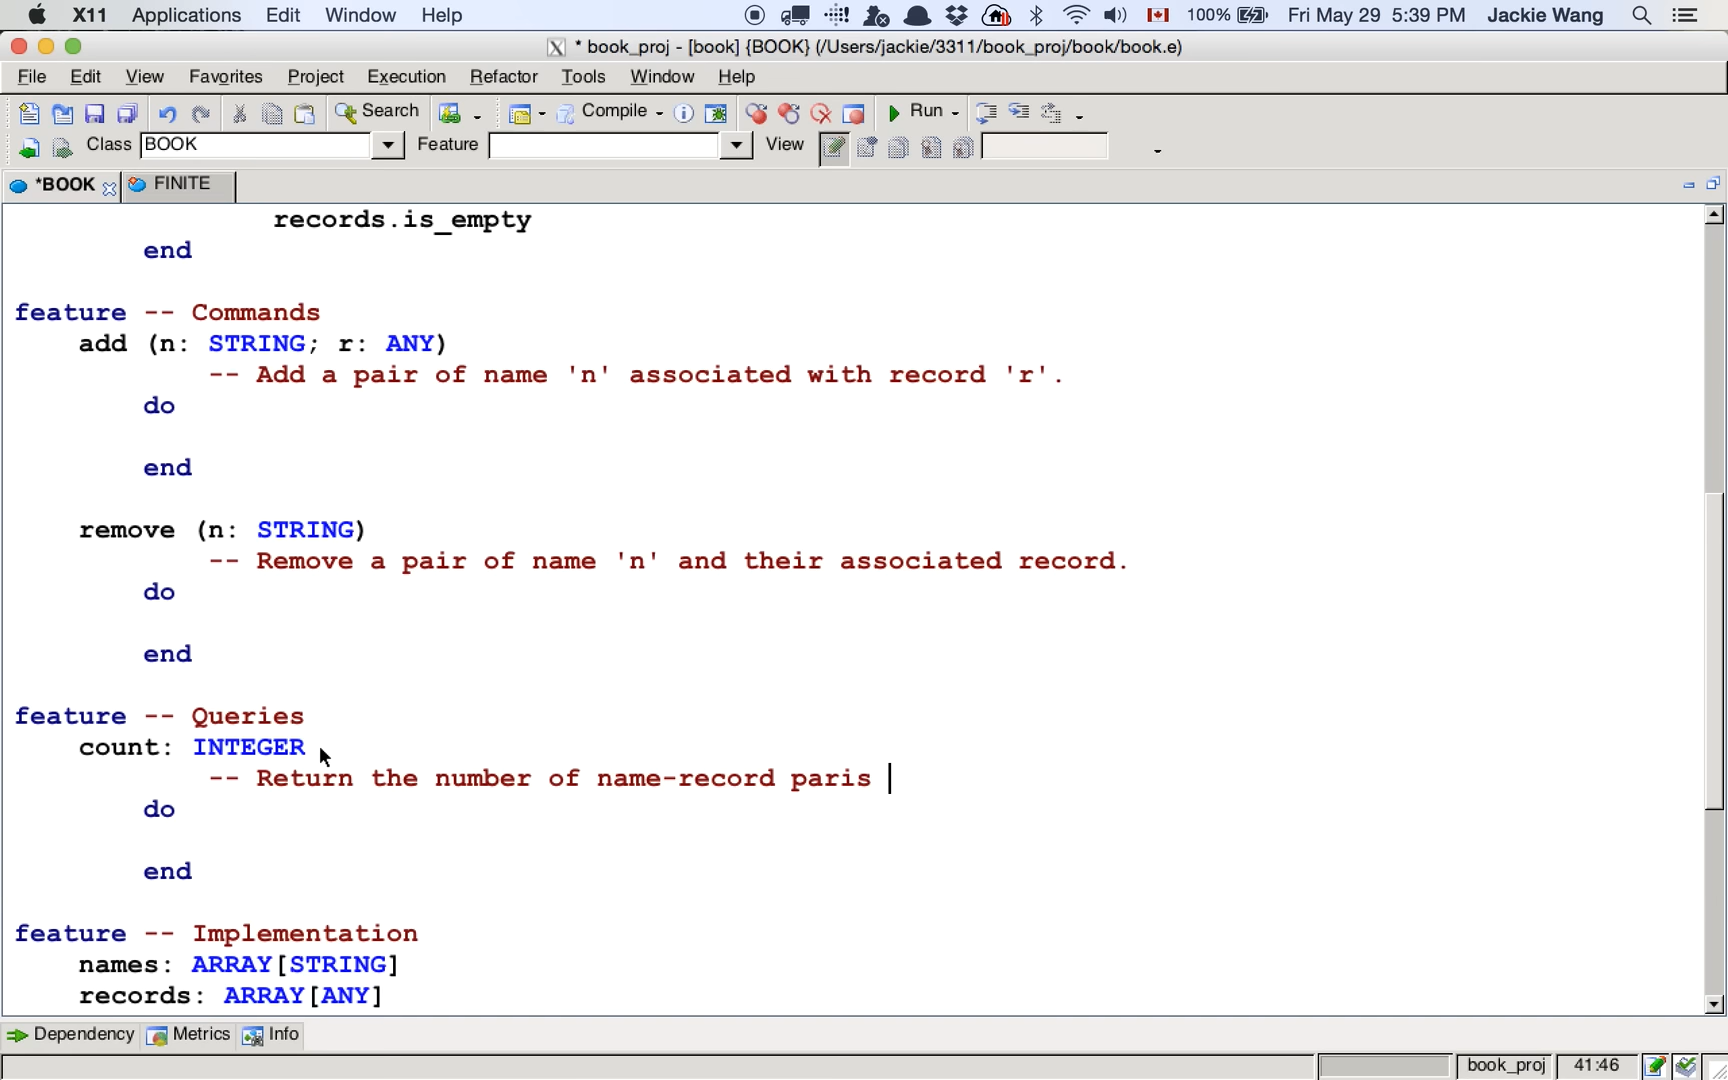 X11 Applications Edit Window Help 100% Fri May 29 5:39 PM Jackie Wang
* book_proj - [book] {BOOK} (/Users/jackie/3311/book_proj/book/book.e)
File Edit View Favorites Project Execution Refactor Tools Window Help
Search Compile Run
Class BOOK Feature View
*BOOK FINITE
records.is_empty
end
feature -- Commands
add (n: STRING; r: ANY)
-- Add a pair of name 'n' associated with record 'r'.
do
end
remove (n: STRING)
-- Remove a pair of name 'n' and their associated record.
do
end
feature -- Queries
count: INTEGER
-- Return the number of name-record paris
do
end
feature -- Implementation
names: ARRAY[STRING]
records: ARRAY[ANY]
Dependency Metrics Info
book_proj 41:46